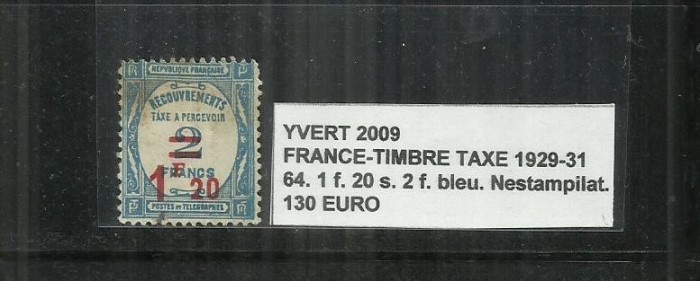 RÉPUBLIQUE FRANÇAISE
RECOUVREMENTS
TAXE A PERCEVOIR
2
FRANCS
1F 20
POSTES ET TÉLÉGRAPHES
YVERT 2009
FRANCE-TIMBRE TAXE 1929-31
64. 1 f. 20 s. 2 f. bleu. Nestampilat.
130 EURO